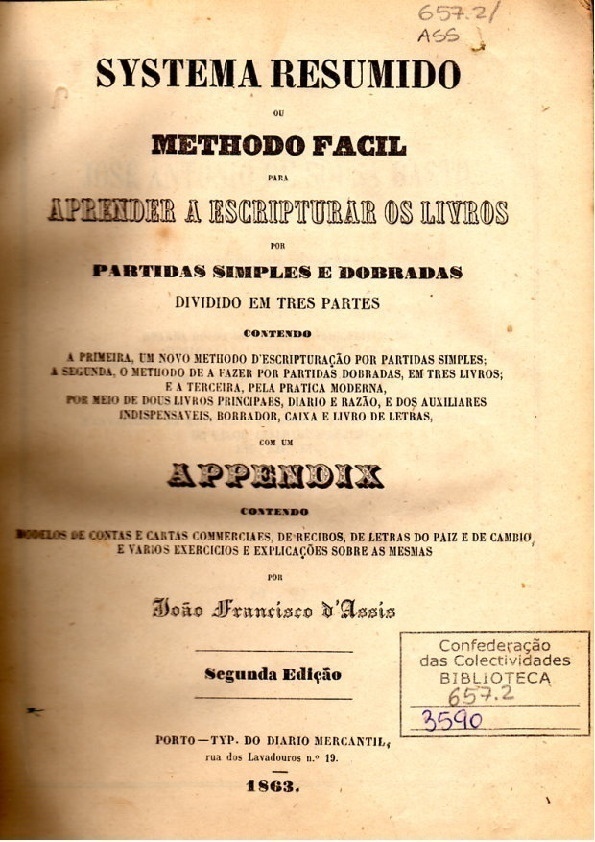 657.2/
ASS
SYSTEMA RESUMIDO
OU
METHODO FACIL
PARA
APRENDER A ESCRIPTURAR OS LIVROS
POR
PARTIDAS SIMPLES E DOBRADAS
DIVIDIDO EM TRES PARTES
CONTENDO
A PRIMEIRA, UM NOVO METHODO D'ESCRIPTURAÇÃO POR PARTIDAS SIMPLES;
A SEGUNDA, O METHODO DE A FAZER POR PARTIDAS DOBRADAS, EM TRES LIVROS;
E A TERCEIRA, PELA PRATICA MODERNA,
POR MEIO DE DOUS LIVROS PRINCIPAES, DIARIO E RAZÃO, E DOS AUXILIARES
INDISPENSAVEIS, BORRADOR, CAIXA E LIVRO DE LETRAS,
COM UM
APPENDIX
CONTENDO
MODELOS DE CONTAS E CARTAS COMMERCIAES, DE RECIBOS, DE LETRAS DO PAIZ E DE CAMBIO,
E VARIOS EXERCICIOS E EXPLICAÇÕES SOBRE AS MESMAS
POR
João Francisco d'Assis
Segunda Edição
Confederação
das Colectividades
BIBLIOTECA
657.2
3590
PORTO—TYP. DO DIARIO MERCANTIL,
rua dos Lavadouros n.º 19.
1863.